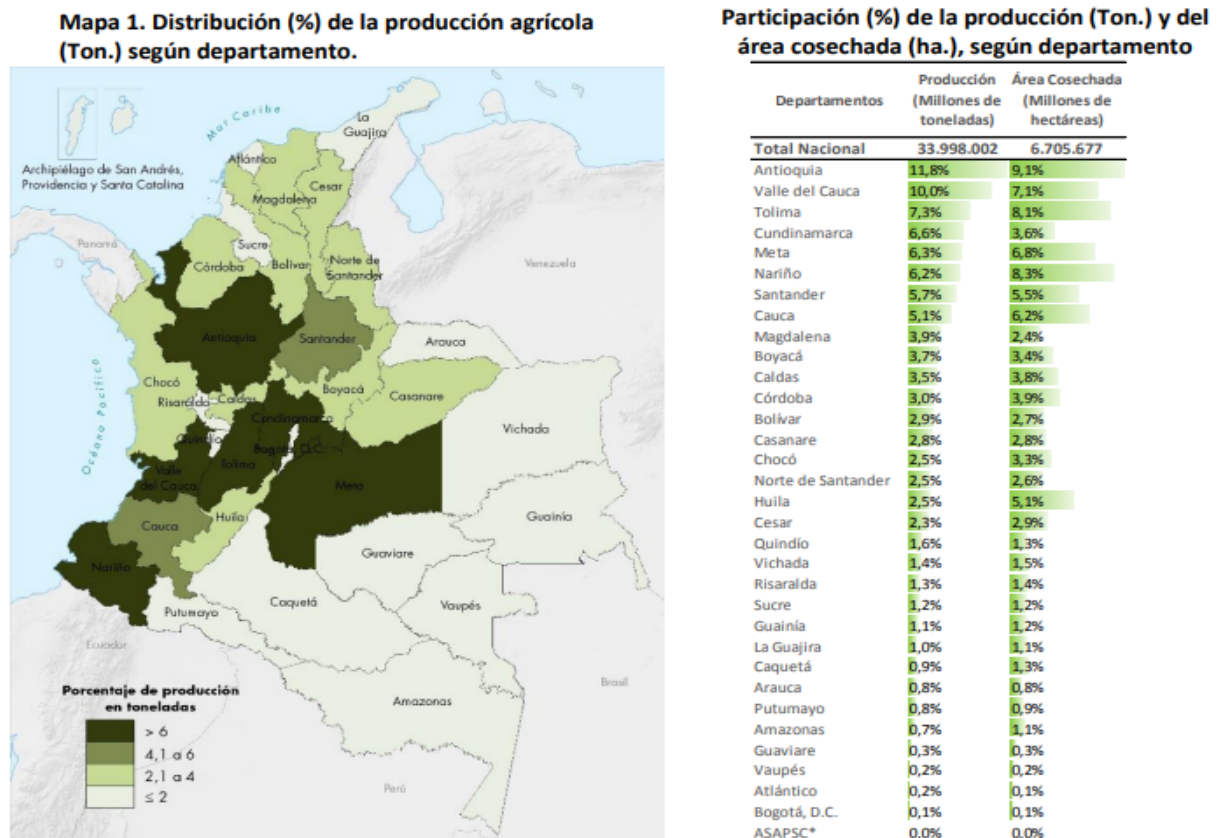 Mapa 1. Distribución (%) de la producción agrícola
(Ton.) según departamento.
Mar Caribe
La
Guajira
Archipiélago de San Andrés,
Providencia y Santa Catalina
Atlántico
Cesar
Magdalena
Panamá
Sucre
Córdoba
Bolívar
Norte de
Santander
Venezuela
Antioquia
Santander
Arauca
Océano Pacífico
Chocó
Boyacá
Risaralda
Caldas
Casanare
Cundinamarca
Vichada
Quindío
Bogotá, D.C.
Valle
del Cauca
Tolima
Meta
Cauca
Huila
Guainía
Guaviare
Nariño
Caquetá
Vaupés
Putumayo
Ecuador
Brasil
Amazonas
Perú
Porcentaje de producción
en toneladas
> 6
4,1 a 6
2,1 a 4
≤ 2
Participación (%) de la producción (Ton.) y del
área cosechada (ha.), según departamento
Departamentos Producción (Millones de toneladas) Área Cosechada (Millones de hectáreas)
Total Nacional 33.998.002 6.705.677
Antioquia 11,8% 9,1%
Valle del Cauca 10,0% 7,1%
Tolima 7,3% 8,1%
Cundinamarca 6,6% 3,6%
Meta 6,3% 6,8%
Nariño 6,2% 8,3%
Santander 5,7% 5,5%
Cauca 5,1% 6,2%
Magdalena 3,9% 2,4%
Boyacá 3,7% 3,4%
Caldas 3,5% 3,8%
Córdoba 3,0% 3,9%
Bolívar 2,9% 2,7%
Casanare 2,8% 2,8%
Chocó 2,5% 3,3%
Norte de Santander 2,5% 2,6%
Huila 2,5% 5,1%
Cesar 2,3% 2,9%
Quindío 1,6% 1,3%
Vichada 1,4% 1,5%
Risaralda 1,3% 1,4%
Sucre 1,2% 1,2%
Guainía 1,1% 1,2%
La Guajira 1,0% 1,1%
Caquetá 0,9% 1,3%
Arauca 0,8% 0,8%
Putumayo 0,8% 0,9%
Amazonas 0,7% 1,1%
Guaviare 0,3% 0,3%
Vaupés 0,2% 0,2%
Atlántico 0,2% 0,1%
Bogotá, D.C. 0,1% 0,1%
ASAPSC* 0,0% 0,0%